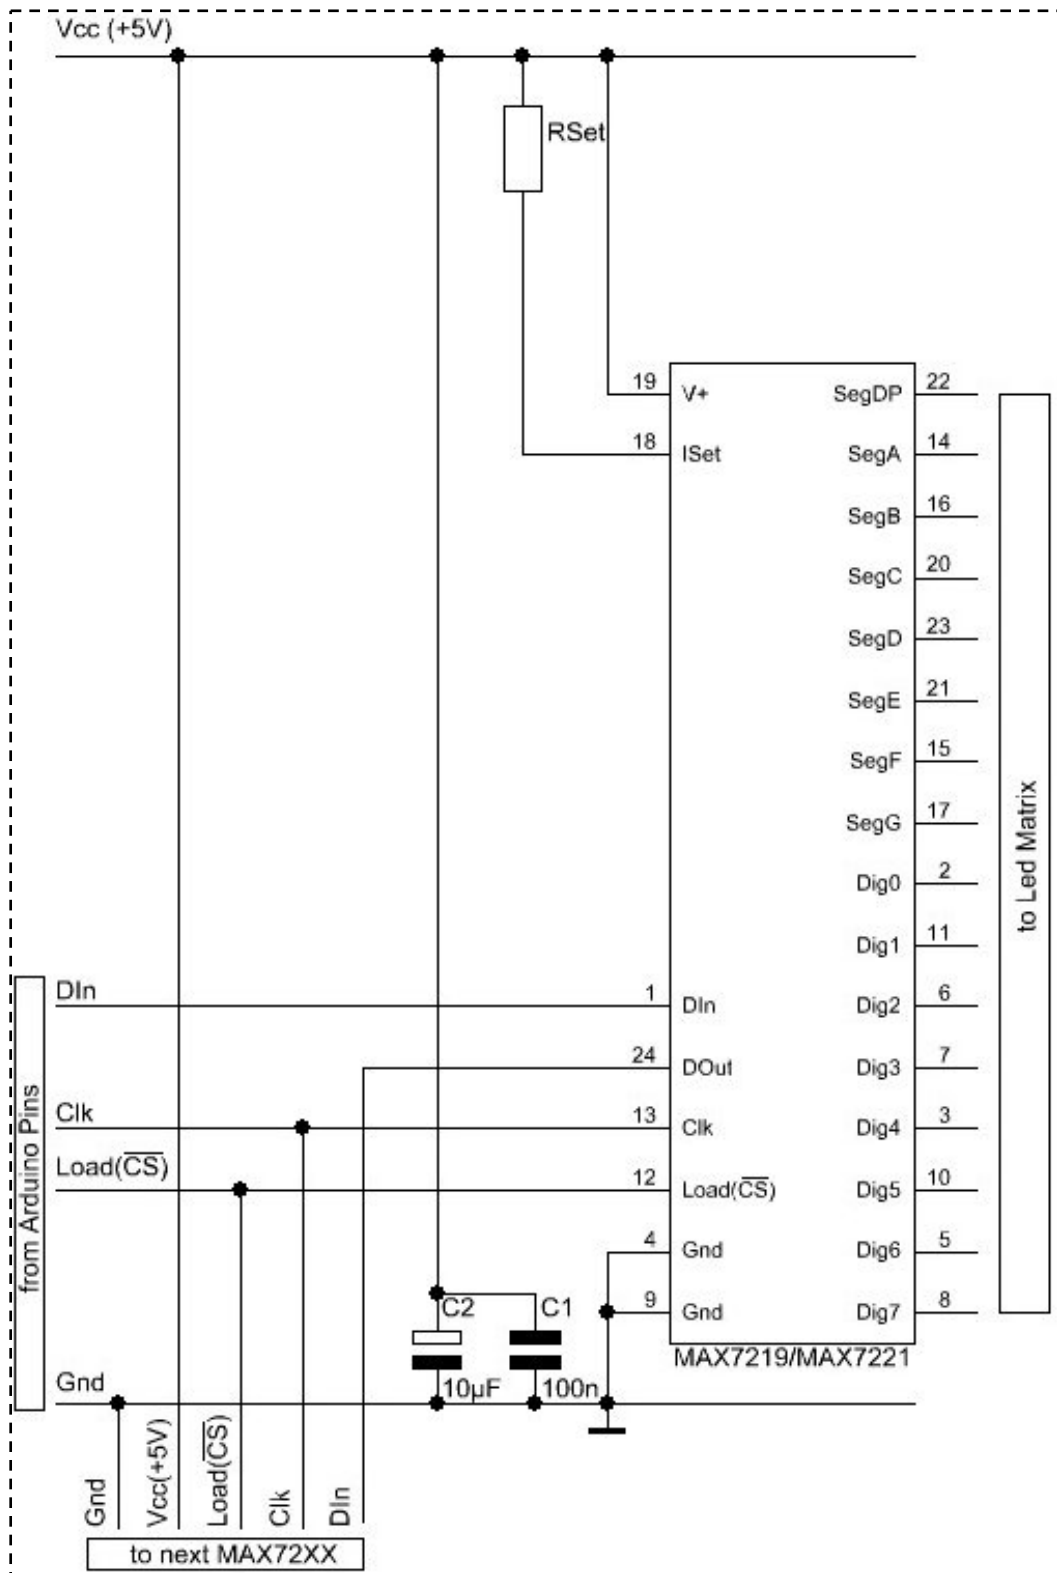 Vcc (+5V)
RSet
19 V+ SegDP 22
18 ISet SegA 14
SegB 16
SegC 20
SegD 23
SegE 21
SegF 15
SegG 17
Dig0 2
Dig1 11
DIn 1 DIn Dig2 6
24 DOut Dig3 7
Clk 13 Clk Dig4 3
Load(C̅S̅) 12 Load(C̅S̅) Dig5 10
4 Gnd Dig6 5
9 Gnd Dig7 8
C2 C1
10µF 100n
MAX7219/MAX7221
Gnd
from Arduino Pins
to Led Matrix
Gnd
Vcc(+5V)
Load(C̅S̅)
Clk
DIn
to next MAX72XX